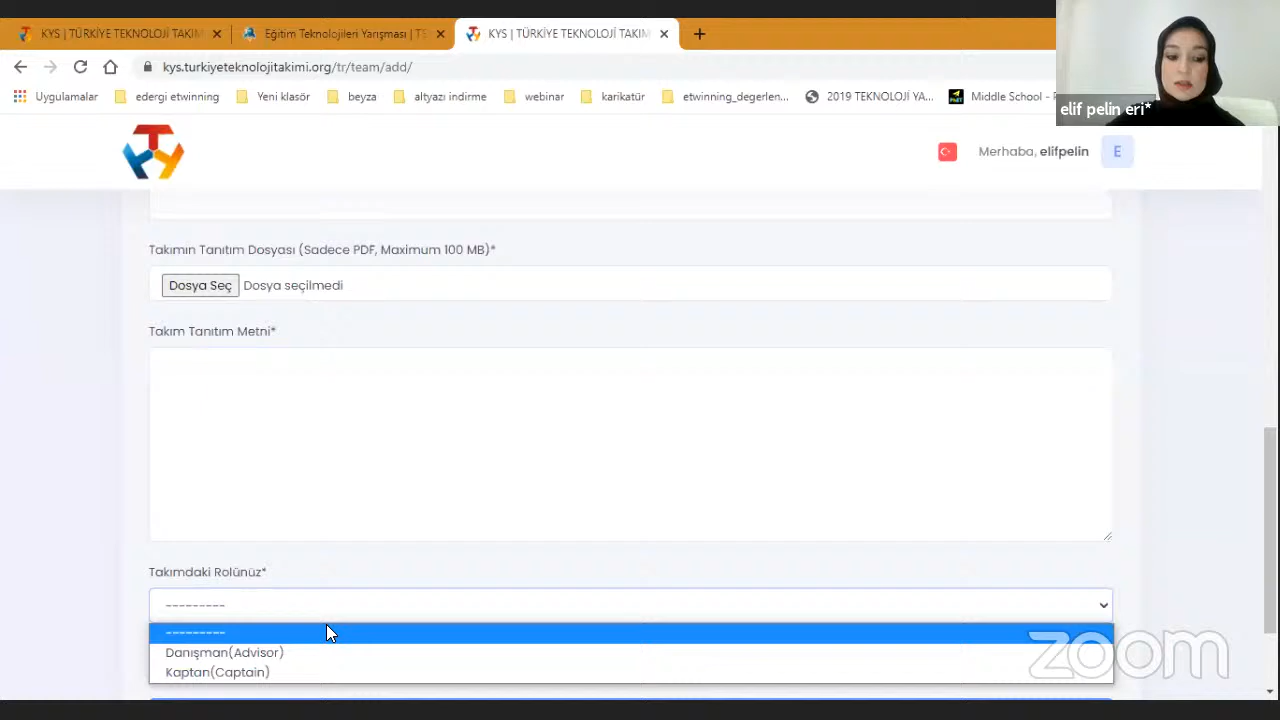 KYS | TÜRKİYE TEKNOLOJİ TAKIM
Eğitim Teknolojileri Yarışması | TE
KYS | TÜRKİYE TEKNOLOJİ TAKIM
kys.turkiyeteknolojitakimi.org/tr/team/add/
Uygulamalar
edergi etwinning
Yeni klasör
beyza
altyazı indirme
webinar
karikatür
etwinning_degerlen...
2019 TEKNOLOJİ YA...
Middle School - P
elif pelin eri*
Merhaba, elifpelin
E
Takımın Tanıtım Dosyası (Sadece PDF, Maximum 100 MB)*
Dosya Seç Dosya seçilmedi
Takım Tanıtım Metni*
Takımdaki Rolünüz*
---------
---------
Danışman(Advisor)
Kaptan(Captain)
zoom